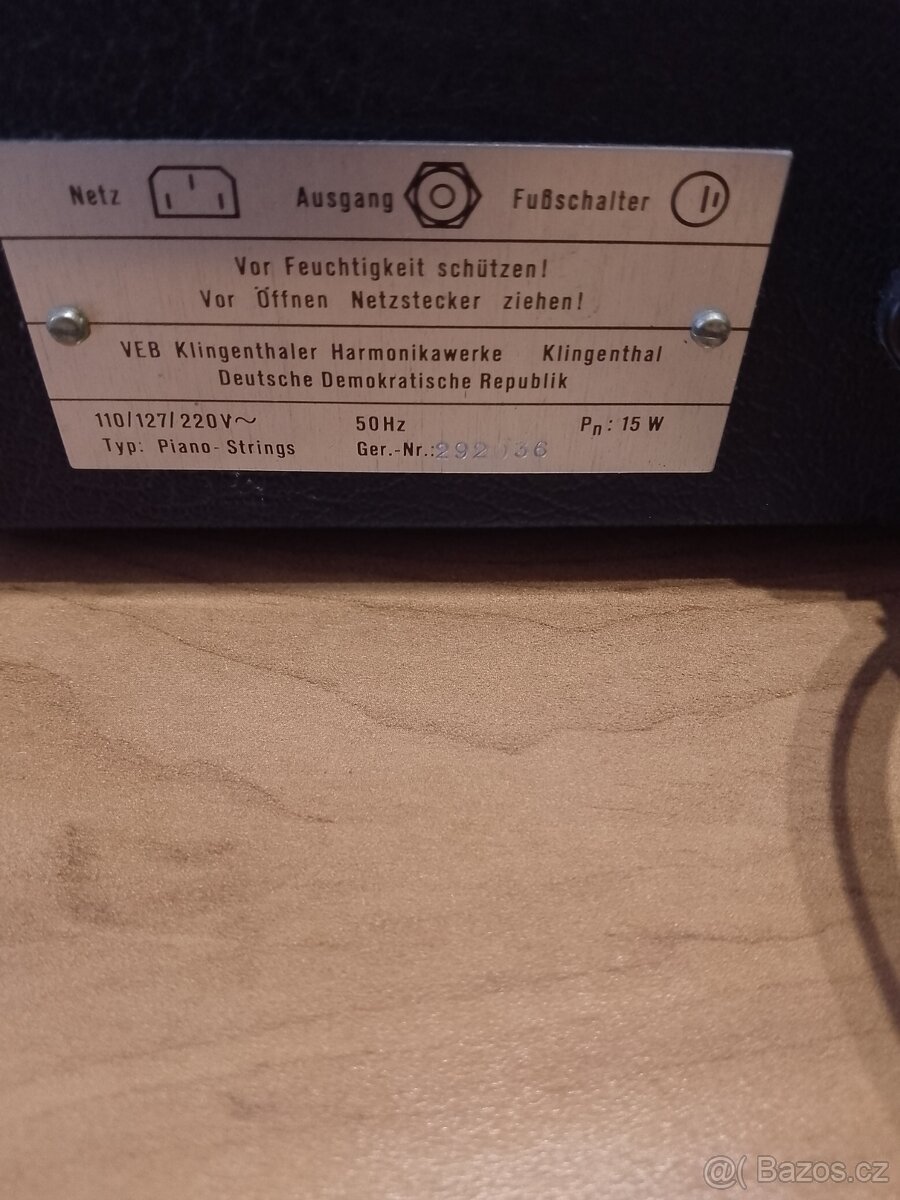 Netz Ausgang Fußschalter
Vor Feuchtigkeit schützen!
Vor Öffnen Netzstecker ziehen!
VEB Klingenthaler Harmonikawerke Klingenthal
Deutsche Demokratische Republik
110/127/220V~ 50Hz Pn: 15 W
Typ: Piano-Strings Ger.-Nr.:
@( Bazos.cz